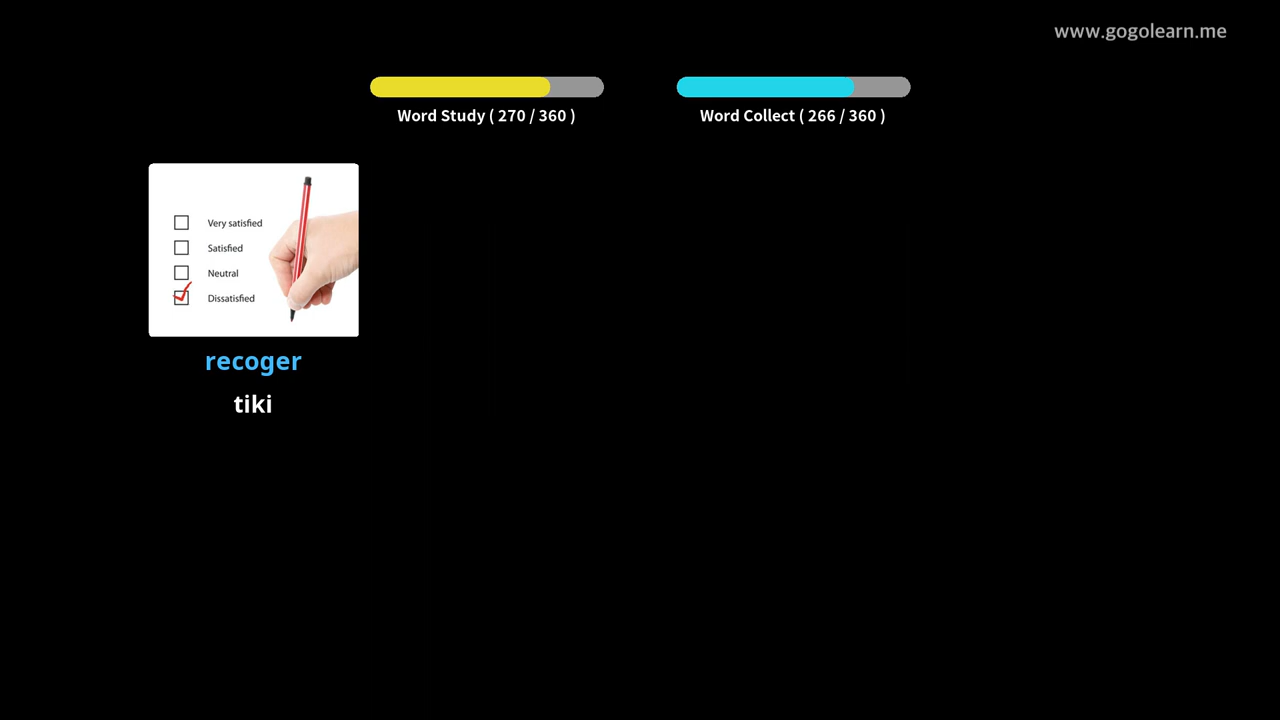 www.gogolearn.me
Word Study ( 270 / 360 )
Word Collect ( 266 / 360 )
Very satisfied
Satisfied
Neutral
Dissatisfied
recoger
tiki